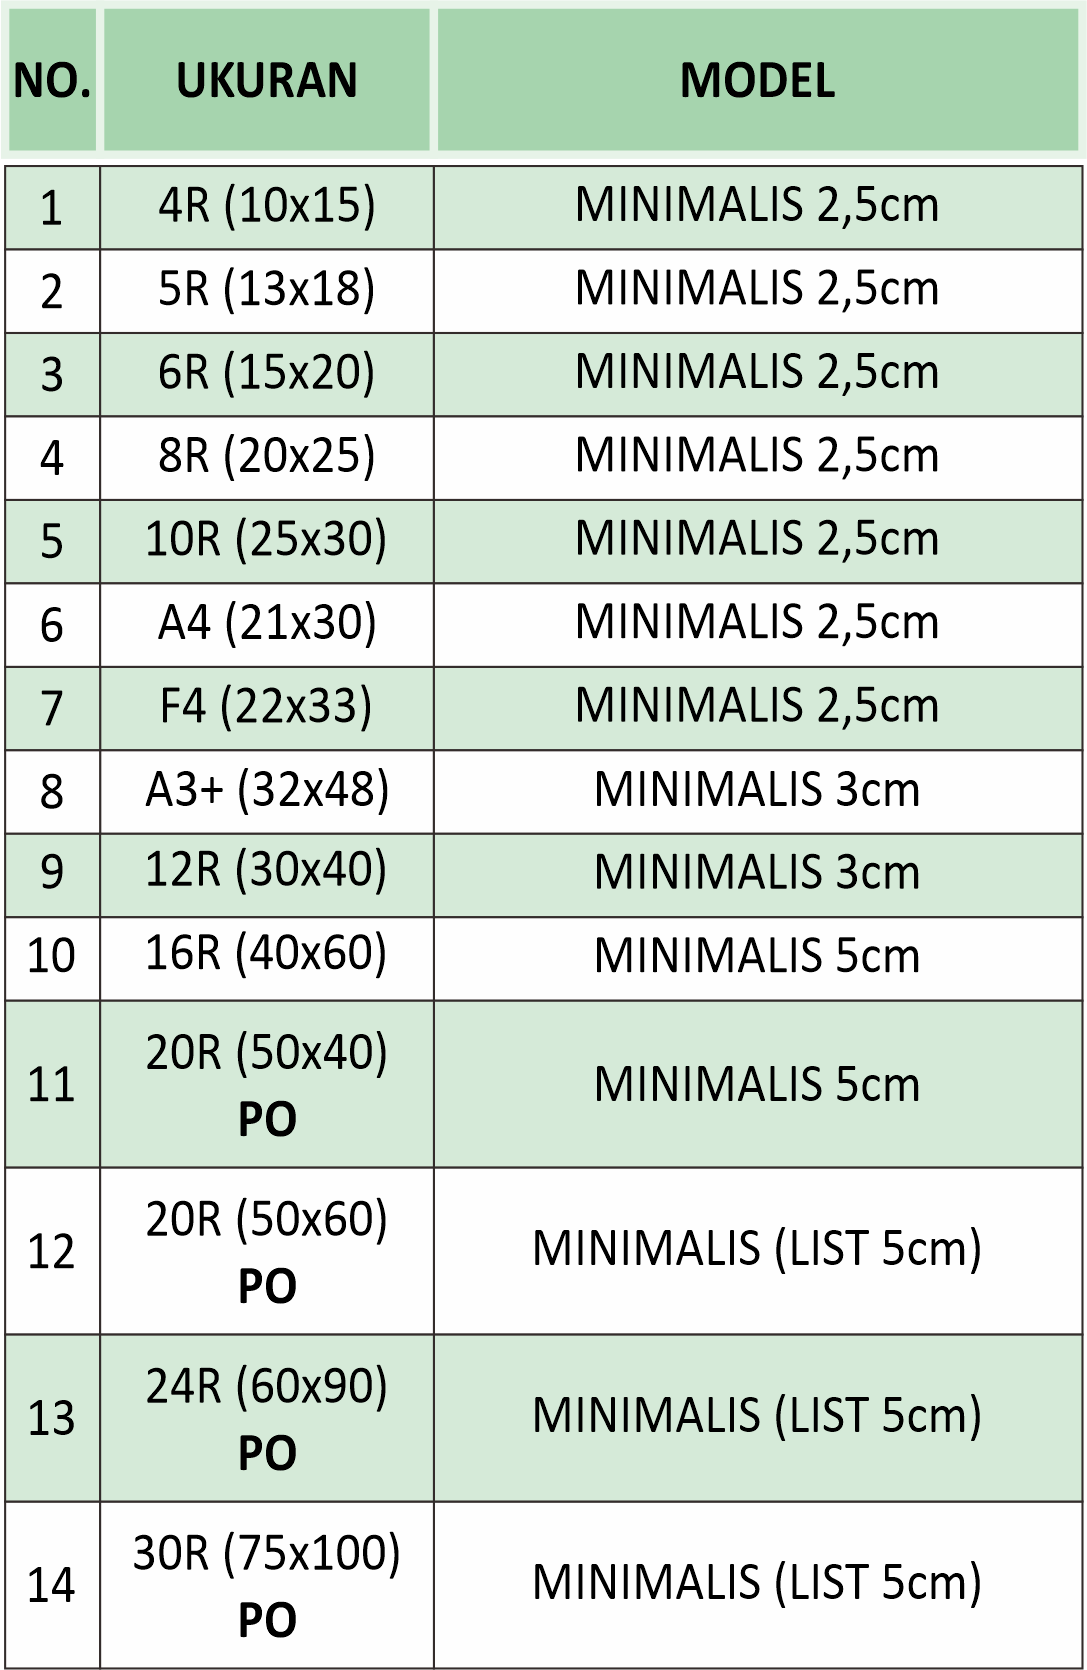 NO. UKURAN MODEL
1 4R (10x15) MINIMALIS 2,5cm
2 5R (13x18) MINIMALIS 2,5cm
3 6R (15x20) MINIMALIS 2,5cm
4 8R (20x25) MINIMALIS 2,5cm
5 10R (25x30) MINIMALIS 2,5cm
6 A4 (21x30) MINIMALIS 2,5cm
7 F4 (22x33) MINIMALIS 2,5cm
8 A3+ (32x48) MINIMALIS 3cm
9 12R (30x40) MINIMALIS 3cm
10 16R (40x60) MINIMALIS 5cm
11 20R (50x40) MINIMALIS 5cm
PO
12 20R (50x60) MINIMALIS (LIST 5cm)
PO
13 24R (60x90) MINIMALIS (LIST 5cm)
PO
14 30R (75x100) MINIMALIS (LIST 5cm)
PO